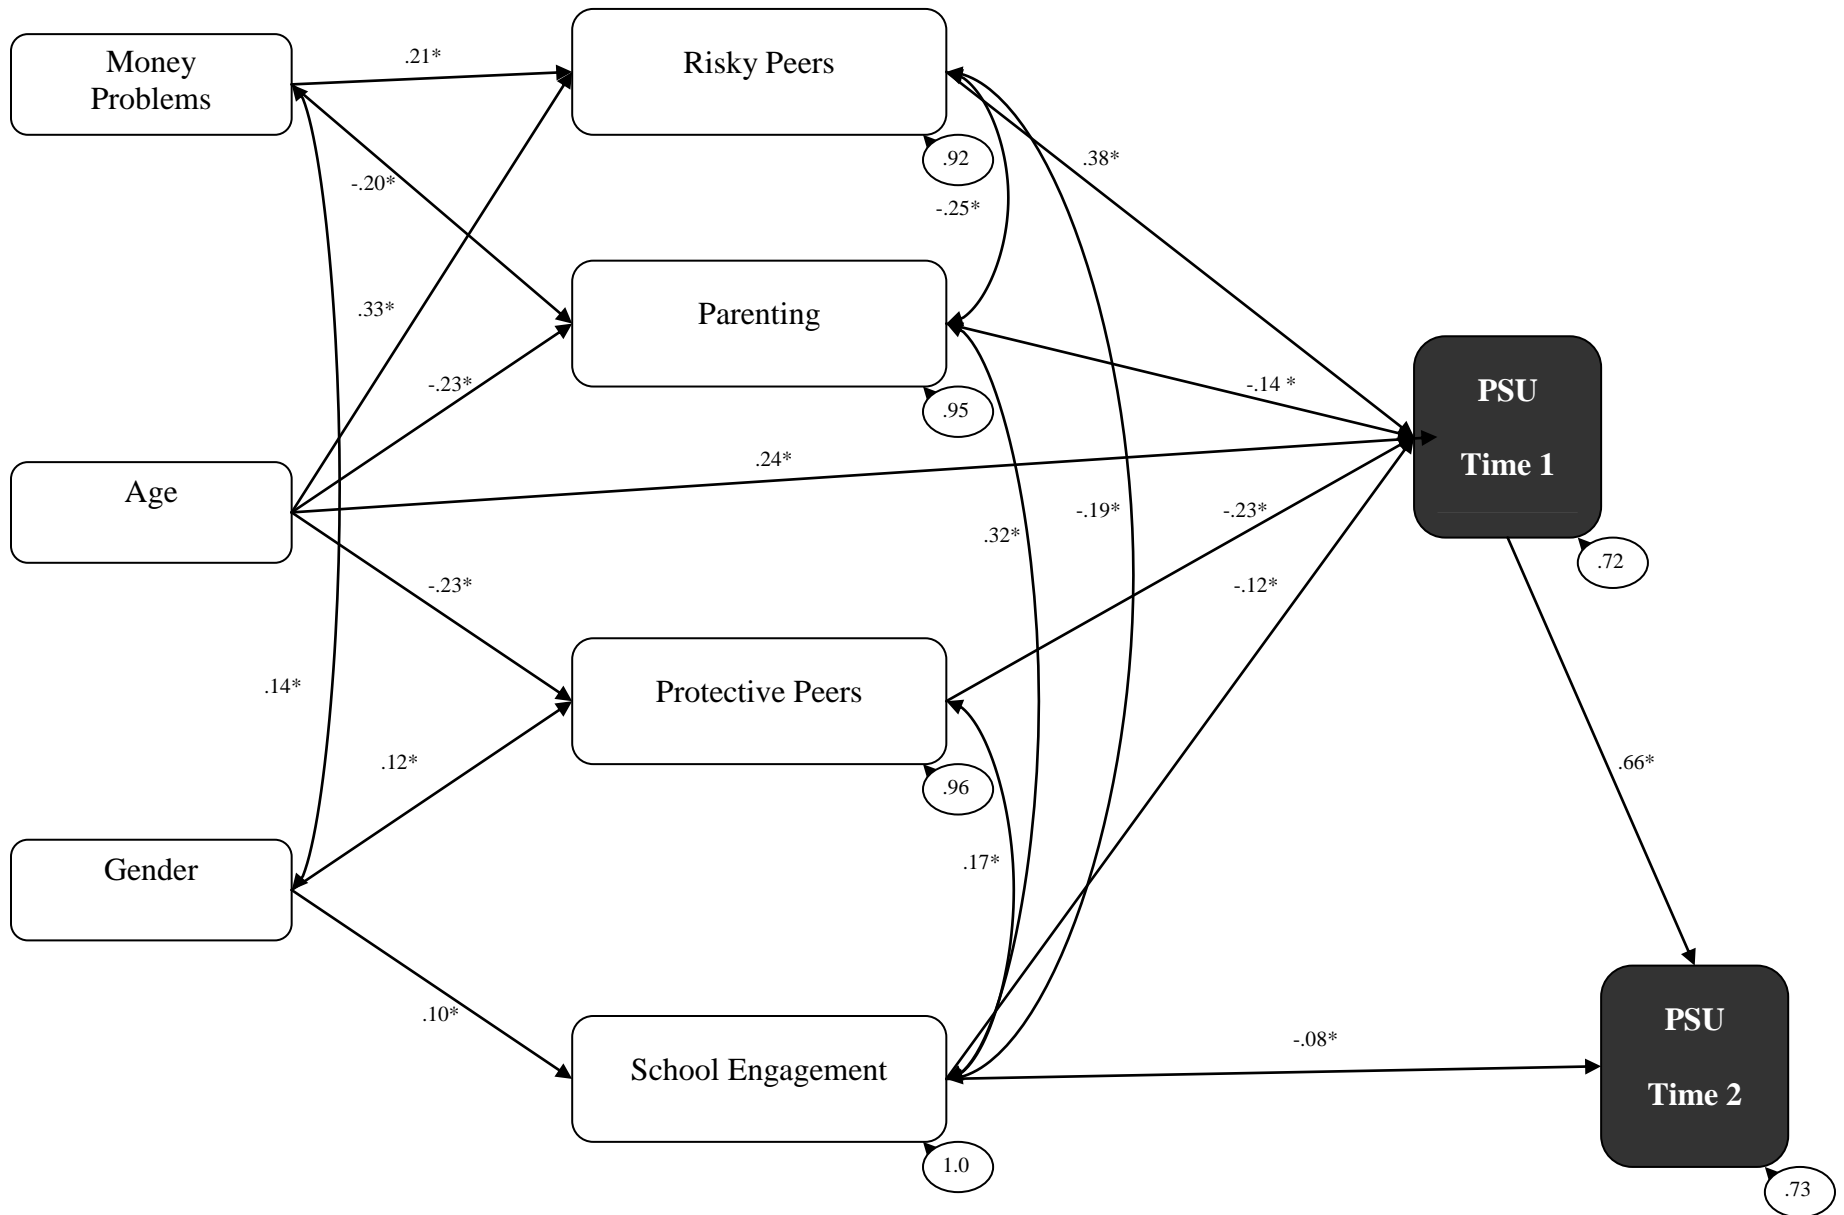 Money
Problems
.21*
Risky Peers
.92
.38*
-.20*
-.25*
.33*
Parenting
-.23*
.95
-.14 *
PSU
Time 1
.72
Age
.24*
.32*
-.19*
-.23*
-.23*
-.12*
.14*
Protective Peers
.96
.66*
.12*
.17*
Gender
.10*
School Engagement
1.0
-.08*
PSU
Time 2
.73